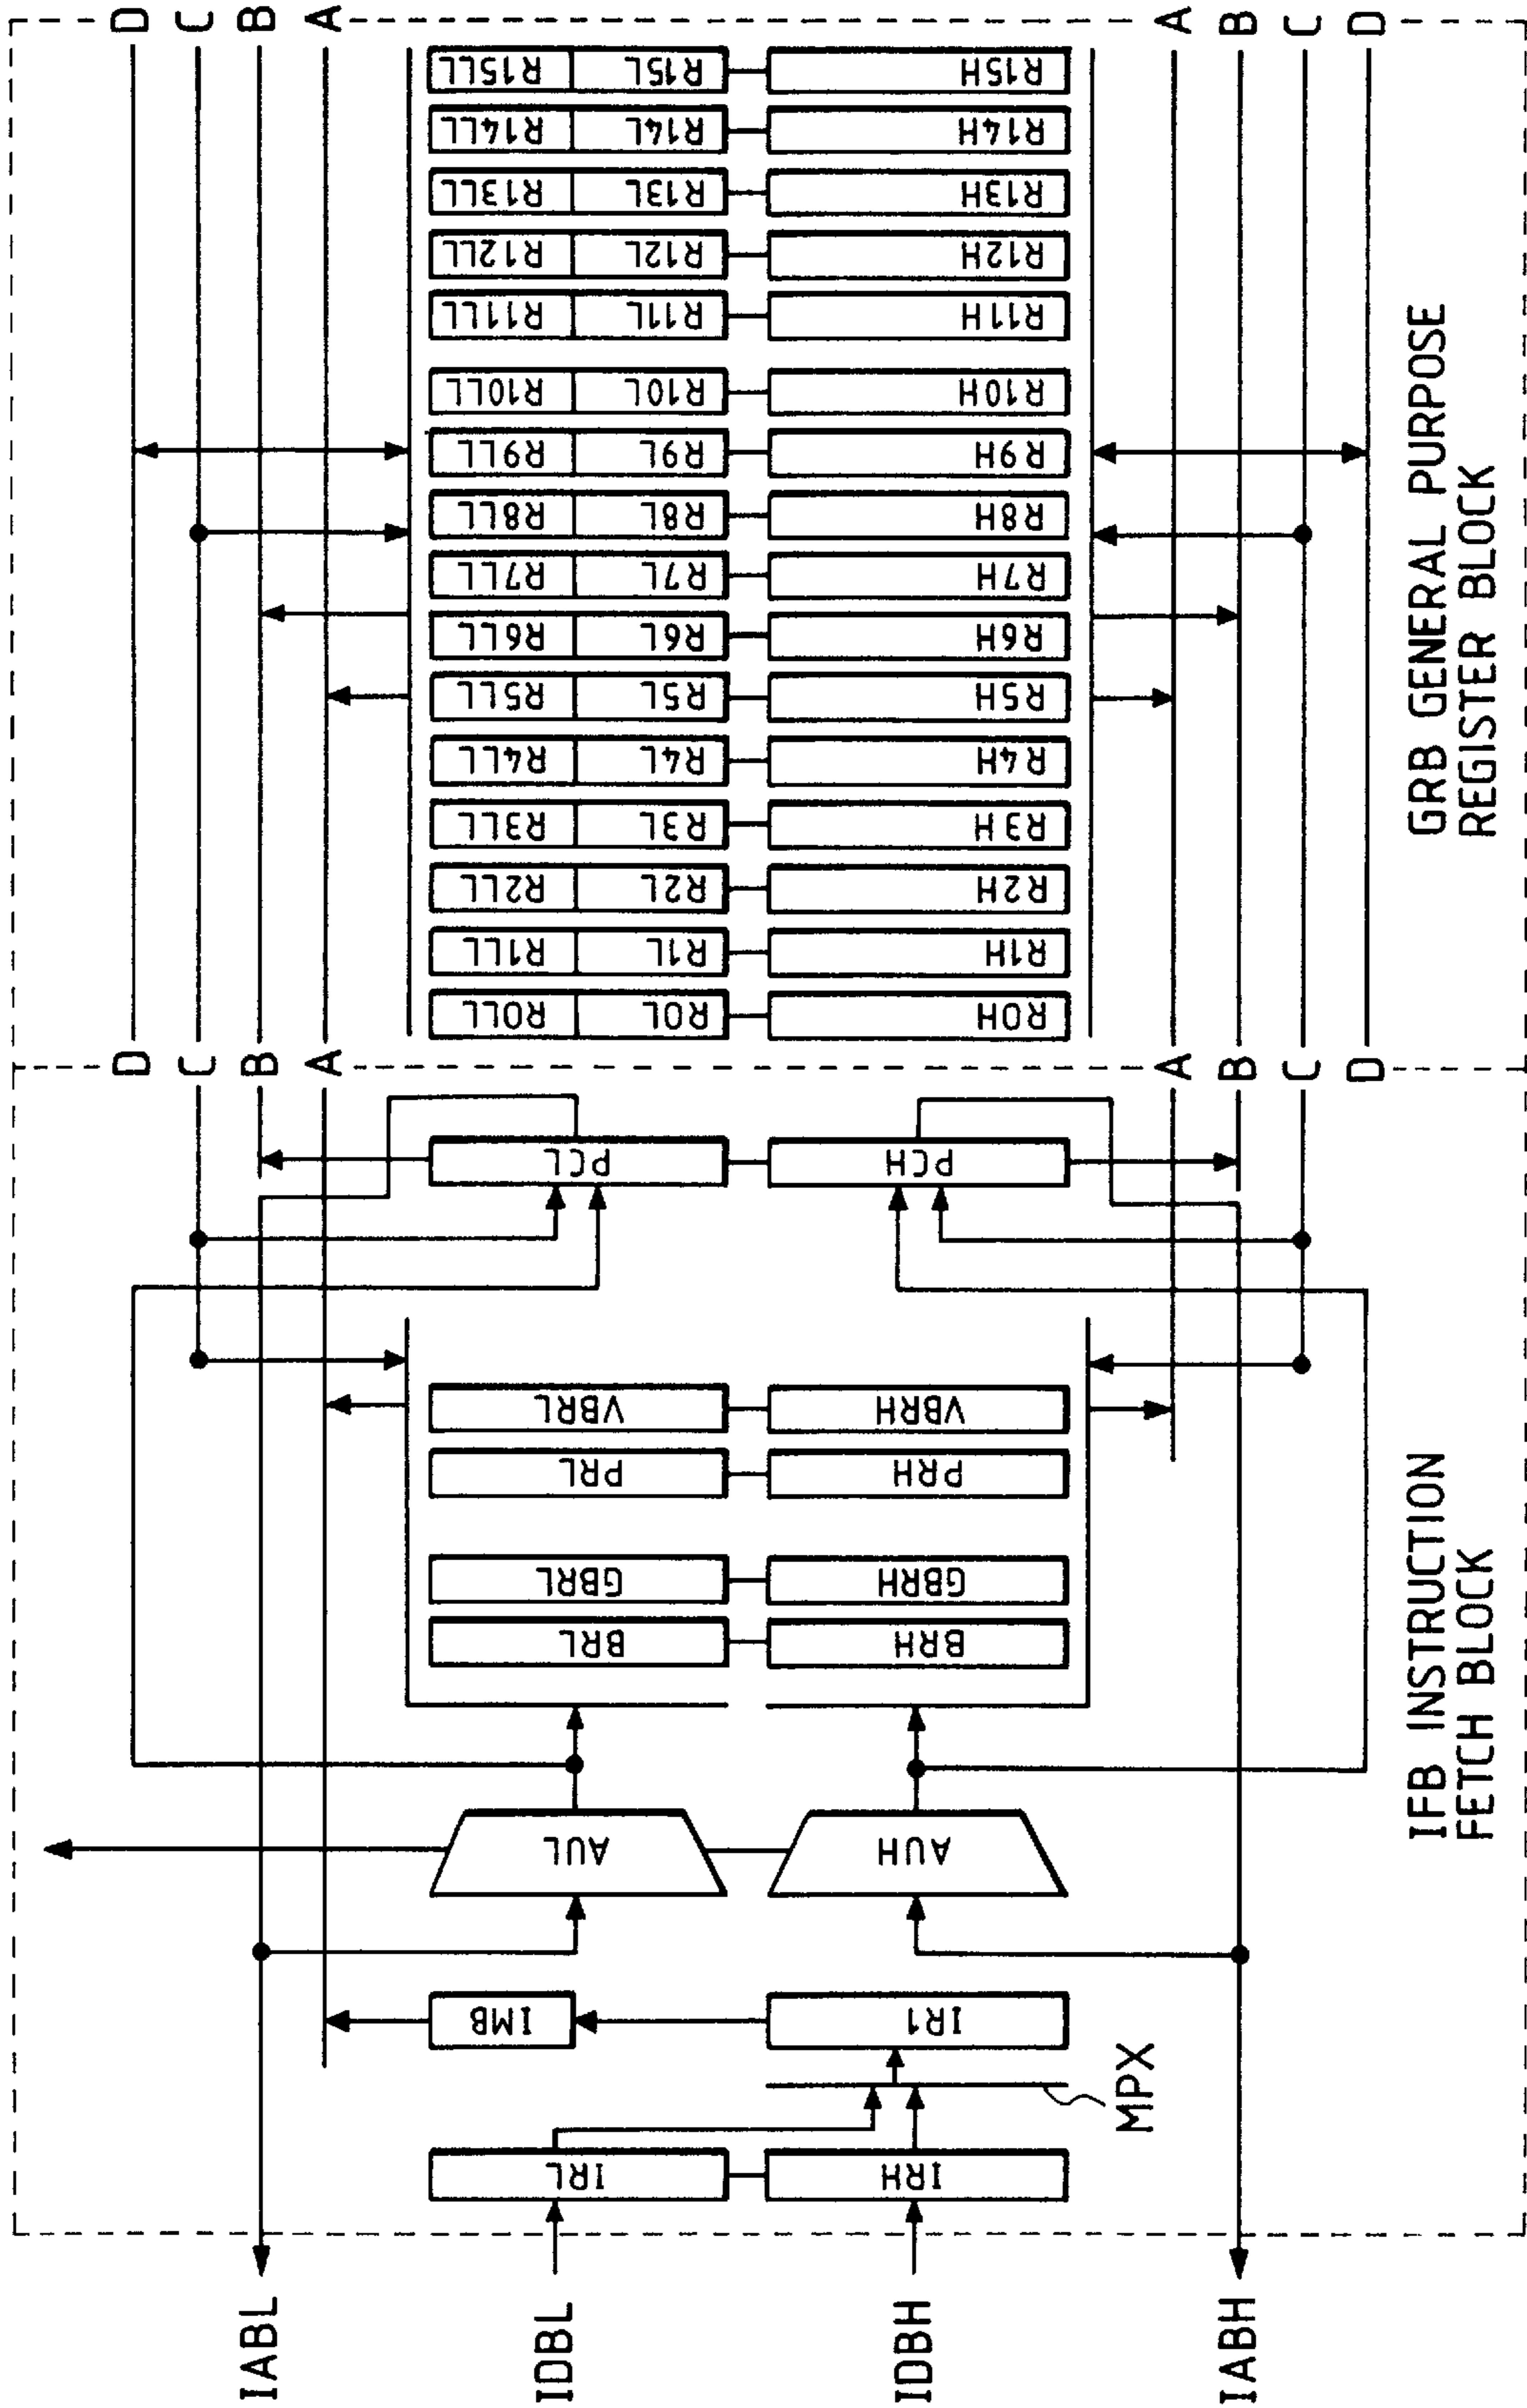 IABL
IDBL
IDBH
IABH
IRL
IRH
MPX
IMB
IR1
AUL
AUH
BRL
BRH
GBRL
GBRH
PRL
PRH
VBRL
VBRH
PCL
PCH
IFB INSTRUCTION
FETCH BLOCK
D
C
B
A
A
B
C
D
R0LL
R0L
R0H
R1LL
R1L
R1H
R2LL
R2L
R2H
R3LL
R3L
R3H
R4LL
R4L
R4H
R5LL
R5L
R5H
R6LL
R6L
R6H
R7LL
R7L
R7H
R8LL
R8L
R8H
R9LL
R9L
R9H
R10LL
R10L
R10H
R11LL
R11L
R11H
R12LL
R12L
R12H
R13LL
R13L
R13H
R14LL
R14L
R14H
R15LL
R15L
R15H
GRB GENERAL PURPOSE
REGISTER BLOCK
D
C
B
A
A
B
C
D